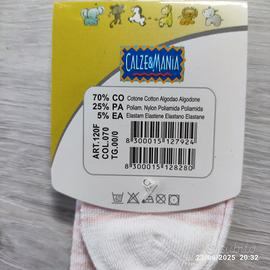 CALZE&MANIA
70% CO Cotone Cotton Algodao Algodone
25% PA Poliam. Nylon Poliamida Poliamida
5% EA Elastam Elastene Elastano Elastane
ART.120F
COL.070
TG.00/0
8 300015 127924
8 300015 128280
23/04/2025 20:32